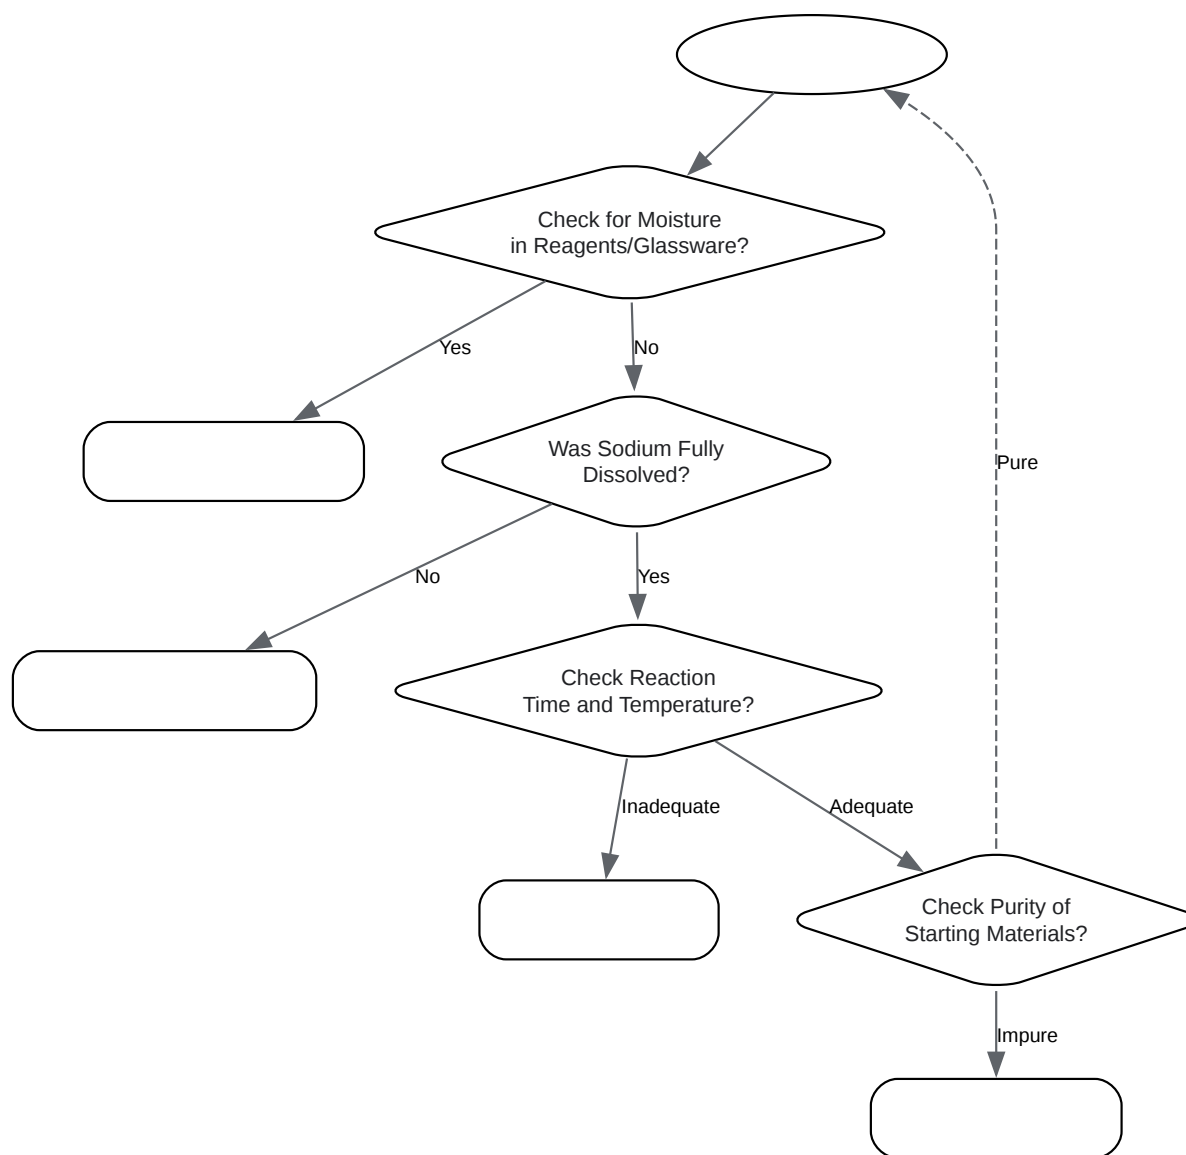 Check for Moisture
in Reagents/Glassware?
Yes
No
Was Sodium Fully
Dissolved?
Pure
No
Yes
Check Reaction
Time and Temperature?
Inadequate
Adequate
Check Purity of
Starting Materials?
Impure